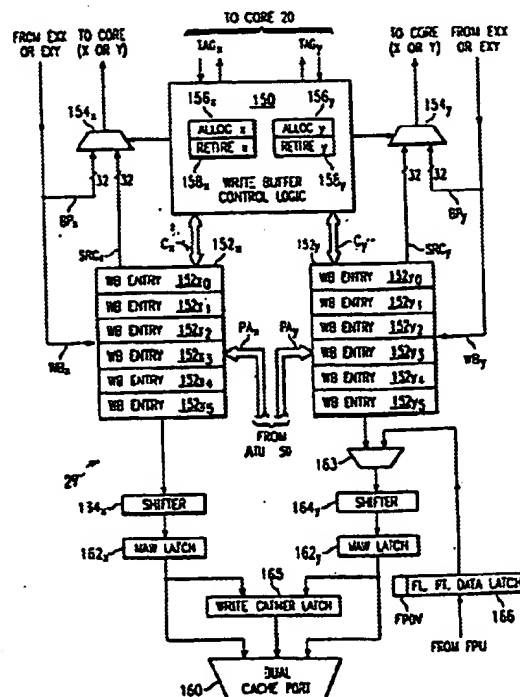 TO CORE 20
FROM EXX OR EXY
TO CORE (X OR Y)
TAGx
TAGy
TO CORE (X OR Y)
FROM EXX OR EXY
154x
156x
150
156y
154y
ALLOC x
ALLOC y
RETIRE x
RETIRE y
32
32
158x
158y
32
32
WRITE BUFFER
CONTROL LOGIC
BPx
BPy
SRCx
Cx
152x
152y
Cy
SRCy
WB ENTRY 152x0
WB ENTRY 152y0
WB ENTRY 152x1
WB ENTRY 152y1
WB ENTRY 152x2
WB ENTRY 152y2
WB ENTRY 152x3
WB ENTRY 152y3
WB ENTRY 152x4
WB ENTRY 152y4
WB ENTRY 152x5
WB ENTRY 152y5
WBx
PAx
PAy
WBy
FROM
ATU
163
29
SHIFTER
164y
SHIFTER
162x
MAW LATCH
162y
MAW LATCH
165
WRITE LATCH
FL. PT. DATA LATCH
166
FPDV
FROM FPU
160
DUAL
CACHE PORT